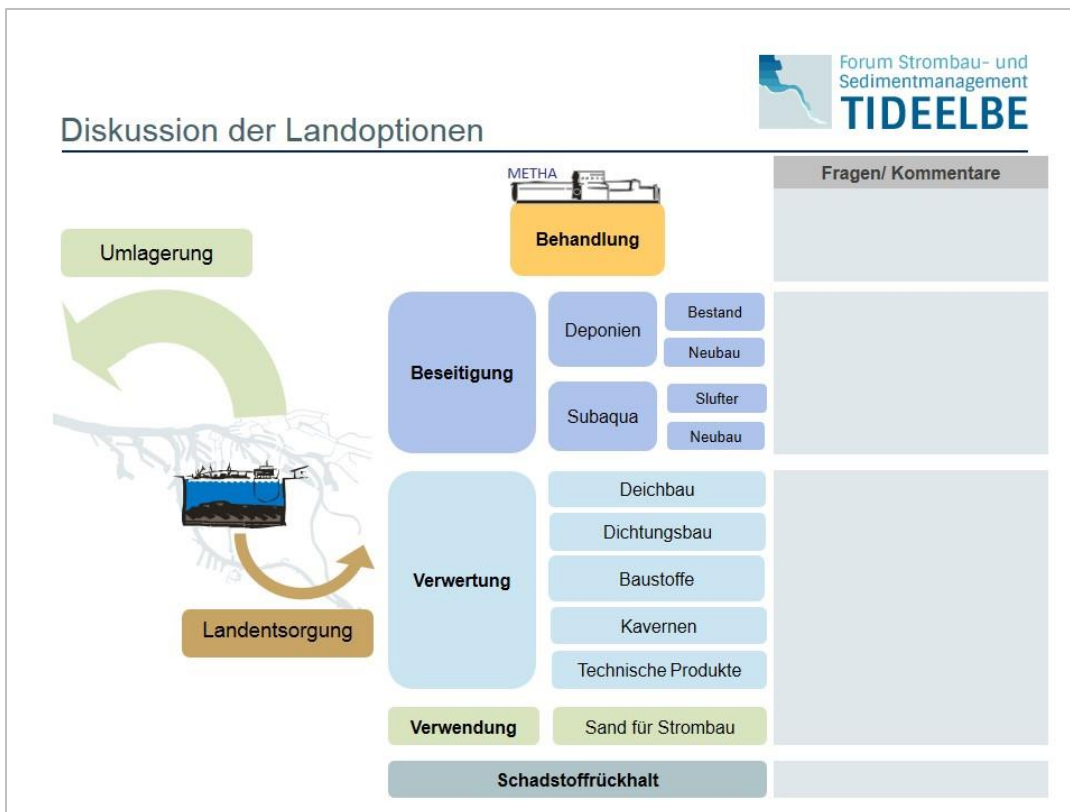 Forum Strombau- und
Sedimentmanagement
TIDEELBE
Diskussion der Landoptionen
METHA
Fragen/ Kommentare
Behandlung
Umlagerung
Beseitigung
Deponien
Bestand
Neubau
Subaqua
Slufter
Neubau
Landentsorgung
Verwertung
Deichbau
Dichtungsbau
Baustoffe
Kavernen
Technische Produkte
Verwendung
Sand für Strombau
Schadstoffrückhalt